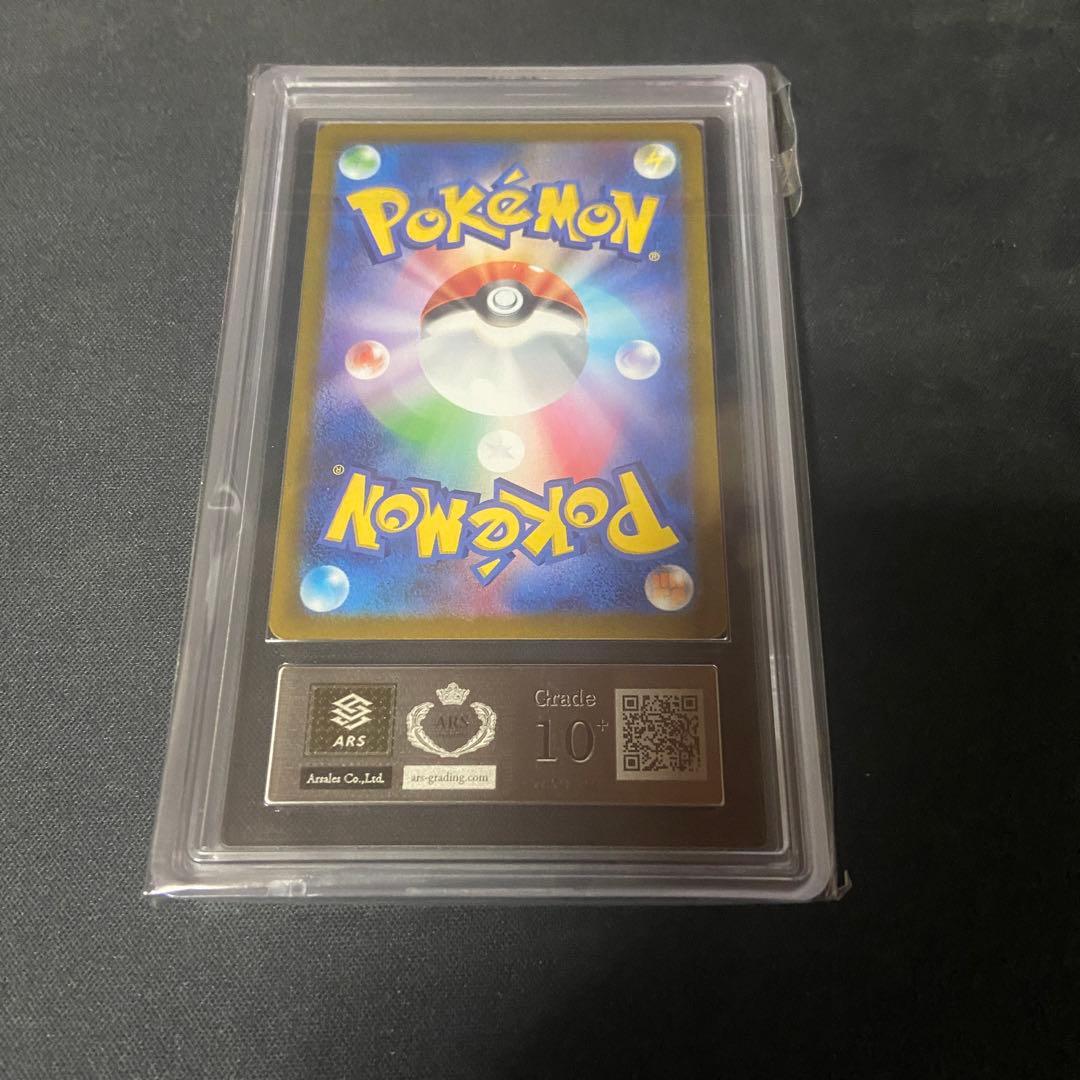 POKéMON
®
®
POKéMON
ARS
Arsales Co.,Ltd.
ARS
ars-grading.com
Grade
10+